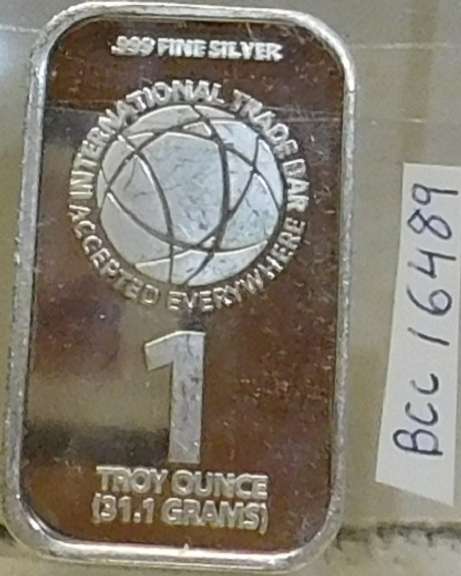 .999 FINE SILVER
INTERNATIONAL TRADE BAR
ACCEPTED EVERYWHERE
1
TROY OUNCE
(31.1 GRAMS)
BCC 16489